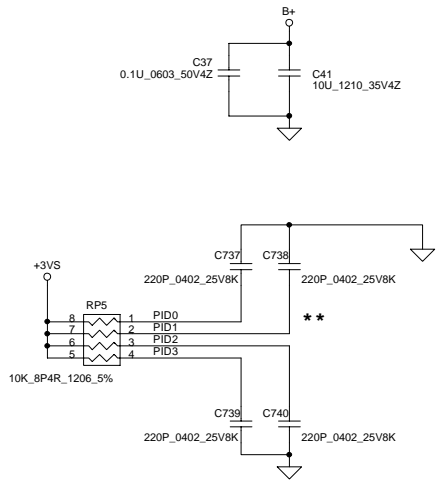 B+
C37
0.1U_0603_50V4Z
C41
10U_1210_35V4Z
C737
C738
220P_0402_25V8K
220P_0402_25V8K
+3VS
RP5
8
1
PID0
7
2
PID1
6
3
PID2
5
4
PID3
**
10K_8P4R_1206_5%
C739
C740
220P_0402_25V8K
220P_0402_25V8K